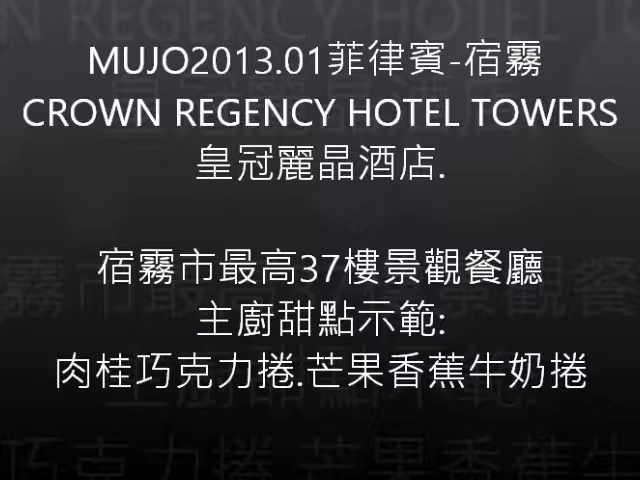 MUJO2013.01菲律賓-宿霧
CROWN REGENCY HOTEL TOWERS
皇冠麗晶酒店.
宿霧市最高37樓景觀餐廳
主廚甜點示範:
肉桂巧克力捲.芒果香蕉牛奶捲